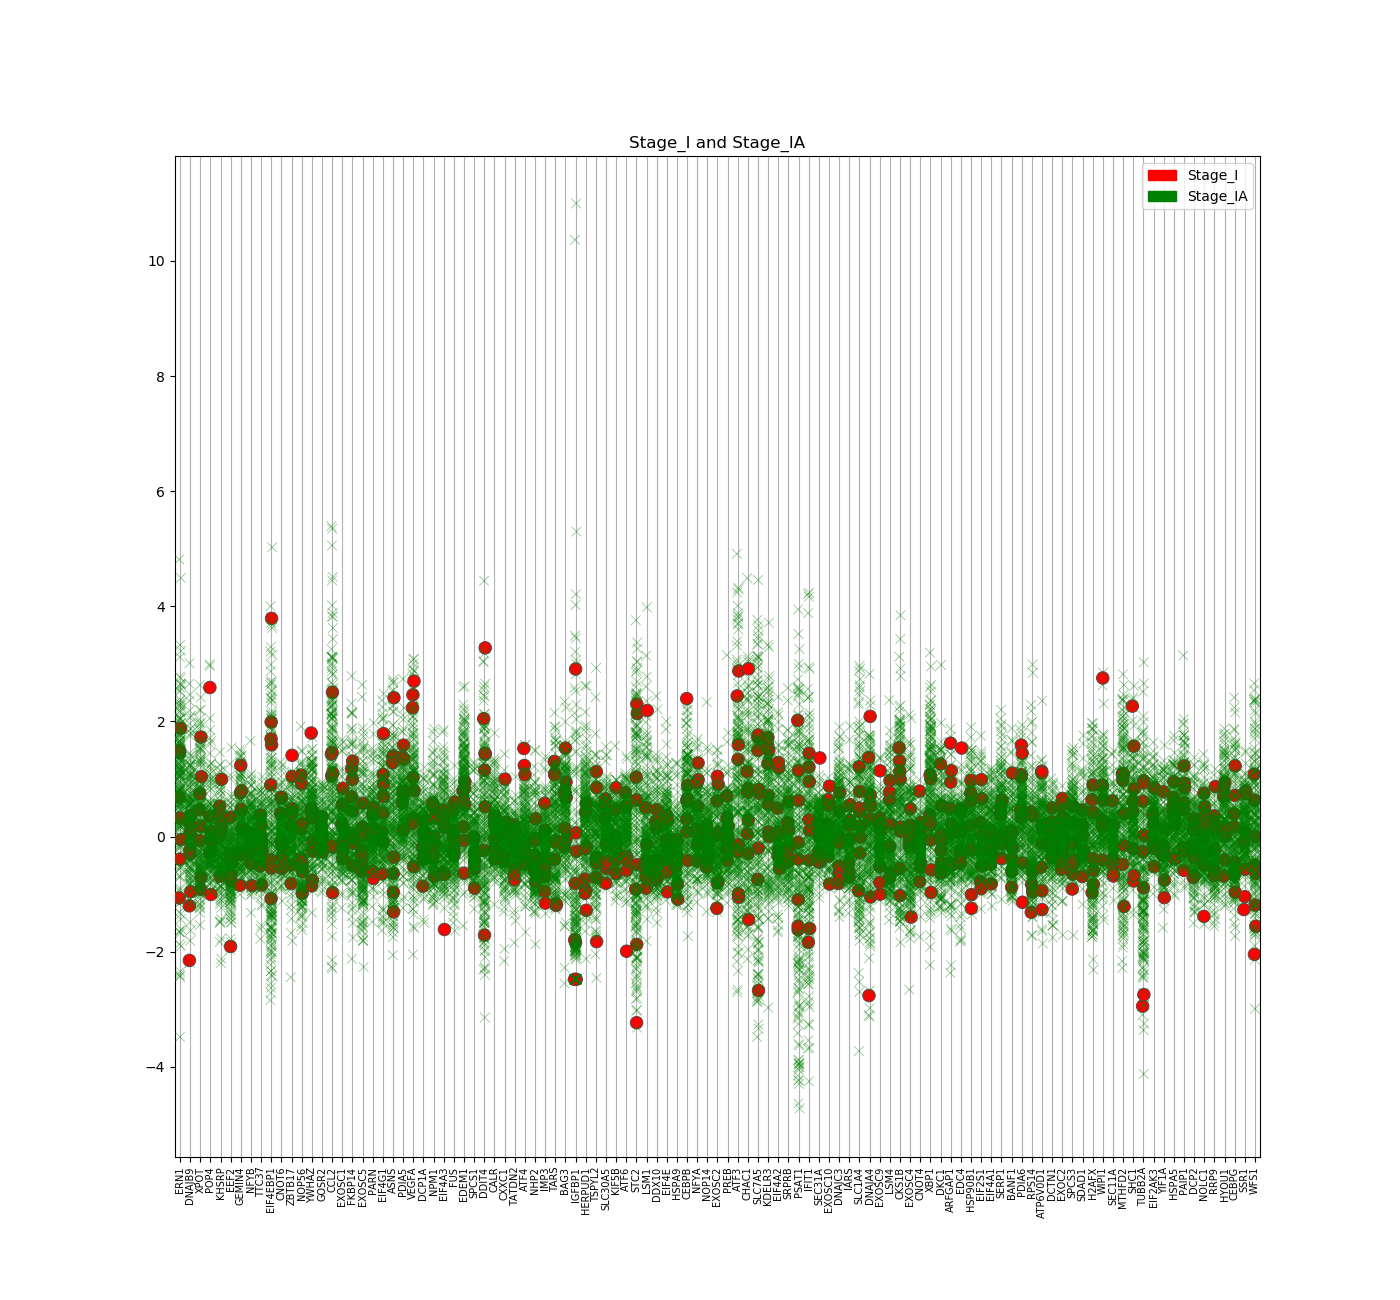 Stage_I and Stage_IA
Stage_I
Stage_IA
10
8
6
4
2
0
−2
−4
ERN1
DNAJB9
XPOT
POP4
KHSRP
EEF2
GEMIN4
NFYB
TTC37
EIF4EBP1
CNOT6
ZBTB17
NOP56
YWHAZ
GOSR2
CCL2
EXOSC1
FKBP14
EXOSC5
PARN
EIF4G1
ASNS
PDIA5
VEGFA
DCP1A
NPM1
EIF4A3
FUS
EDEM1
SPCS1
DDIT4
CALR
CXXC1
TATDN2
ATF4
NHP2
IMP3
TARS
BAG3
IGFBP1
HERPUD1
TSPYL2
SLC30A5
KIF5B
ATF6
STC2
LSM1
DDX10
EIF4E
HSPA9
CEBPB
NFYA
NOP14
EXOSC2
PREB
ATF3
CHAC1
SLC7A5
KDELR3
EIF4A2
SRPRB
PSAT1
IFIT1
SEC31A
EXOSC10
DNAJC3
IARS
SLC1A4
DNAJA4
EXOSC9
LSM4
CKS1B
EXOSC4
CNOT4
XBP1
DKC1
ARFGAP1
EDC4
HSP90B1
EIF2S1
EIF4A1
SERP1
BANF1
PDIA6
RPS14
ATP6V0D1
DCTN1
EXOC2
SPCS3
SDAD1
H2AFX
WIPI1
SEC11A
MTHFD2
SHC1
TUBB2A
EIF2AK3
YIF1A
HSPA5
PAIP1
DCP2
NOLC1
RRP9
HYOU1
CEBPG
SSR1
WFS1